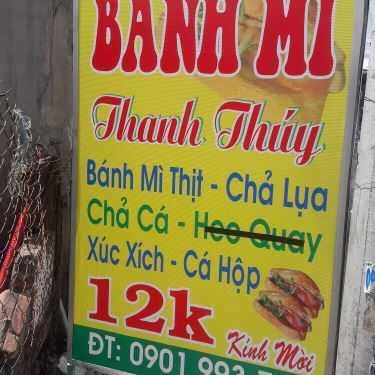 BÁNH MÌ
Thanh Thúy
Bánh Mì Thịt - Chả Lụa
Chả Cá - Heo Quay
Xúc Xích - Cá Hộp
12k
Kính Mời
ĐT: 0901 993